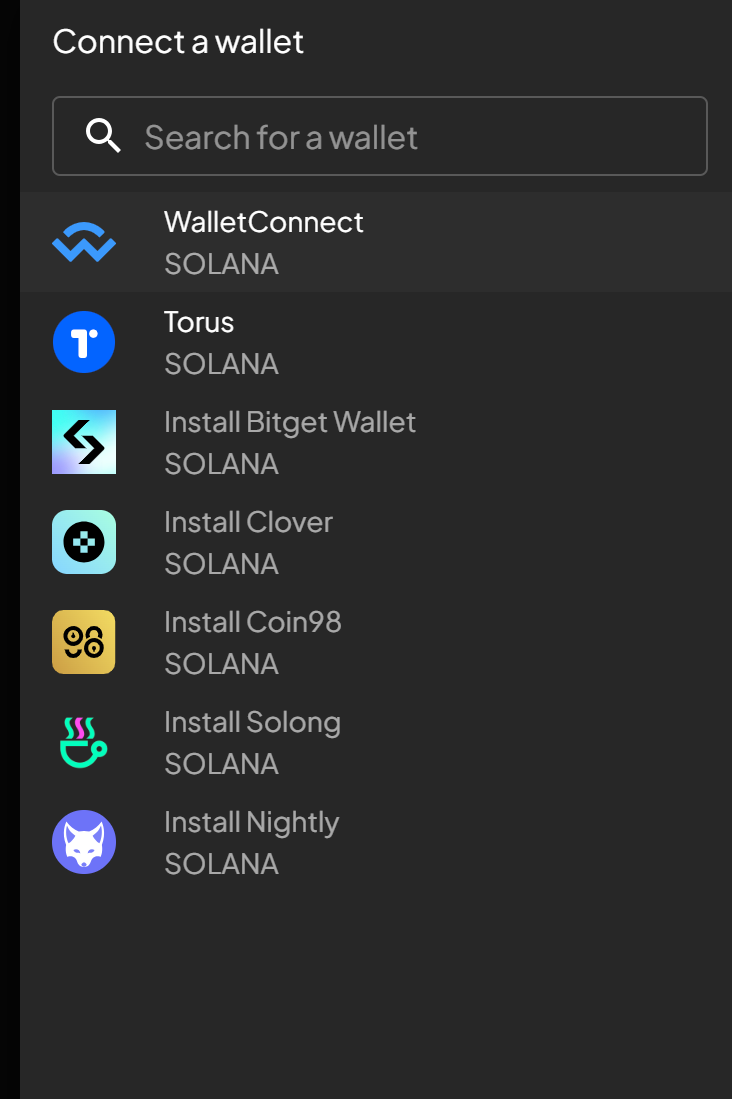 Connect a wallet
Search for a wallet
WalletConnect
SOLANA
Torus
SOLANA
Install Bitget Wallet
SOLANA
Install Clover
SOLANA
Install Coin98
SOLANA
Install Solong
SOLANA
Install Nightly
SOLANA